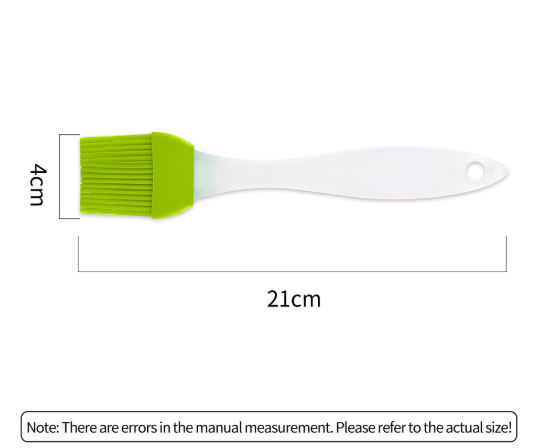 4cm
21cm
Note: There are errors in the manual measurement. Please refer to the actual size!